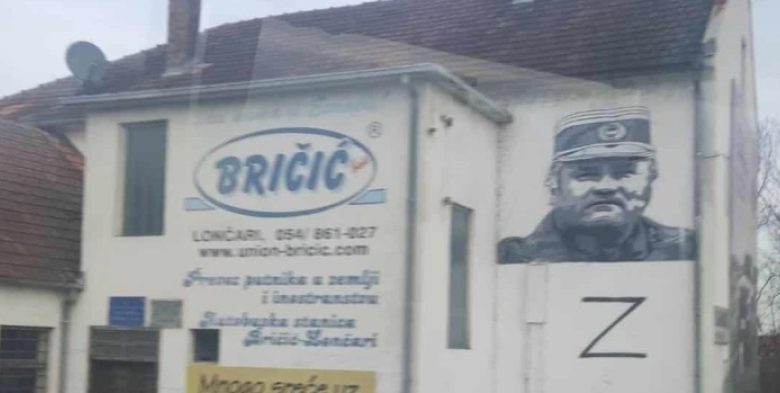 BRIČIĆ ®
LONČARI, 054/ 861-027
www.union-bricic.com
Prevoz putnika u zemlji
i inostranstvu
Autobuska stanica
Bričić-Lončari
Mnogo sreće uz
Z